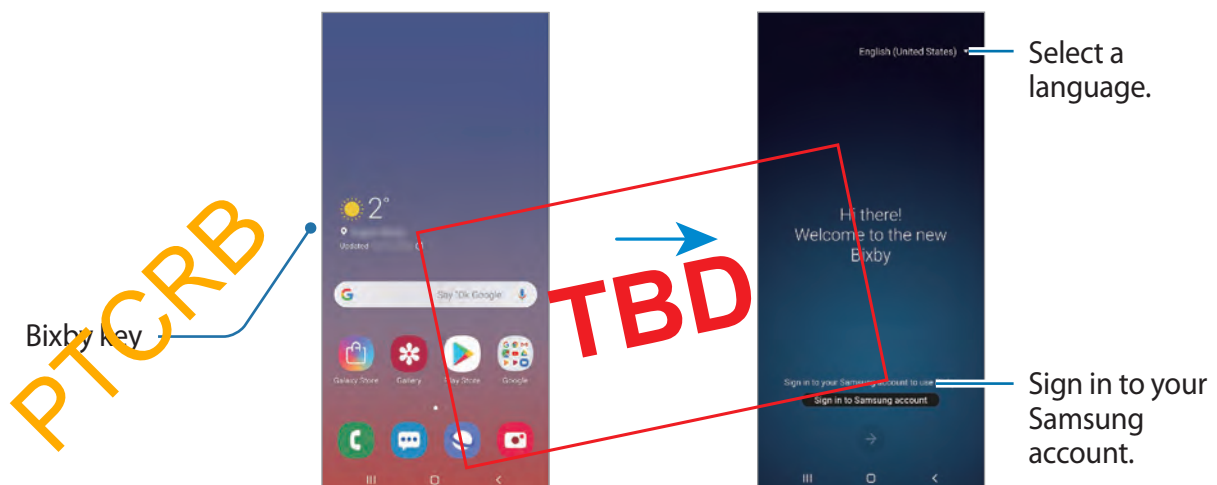 English (United States)
Select a
language.
2°
Updated
Hi there!
Welcome to the new
Bixby
TBD
PTCRB
Say "Ok Google"
Bixby key
Galaxy Store
Gallery
Play Store
Google
Sign in to your Samsung account to use
Sign in to Samsung account
Sign in to your
Samsung
account.